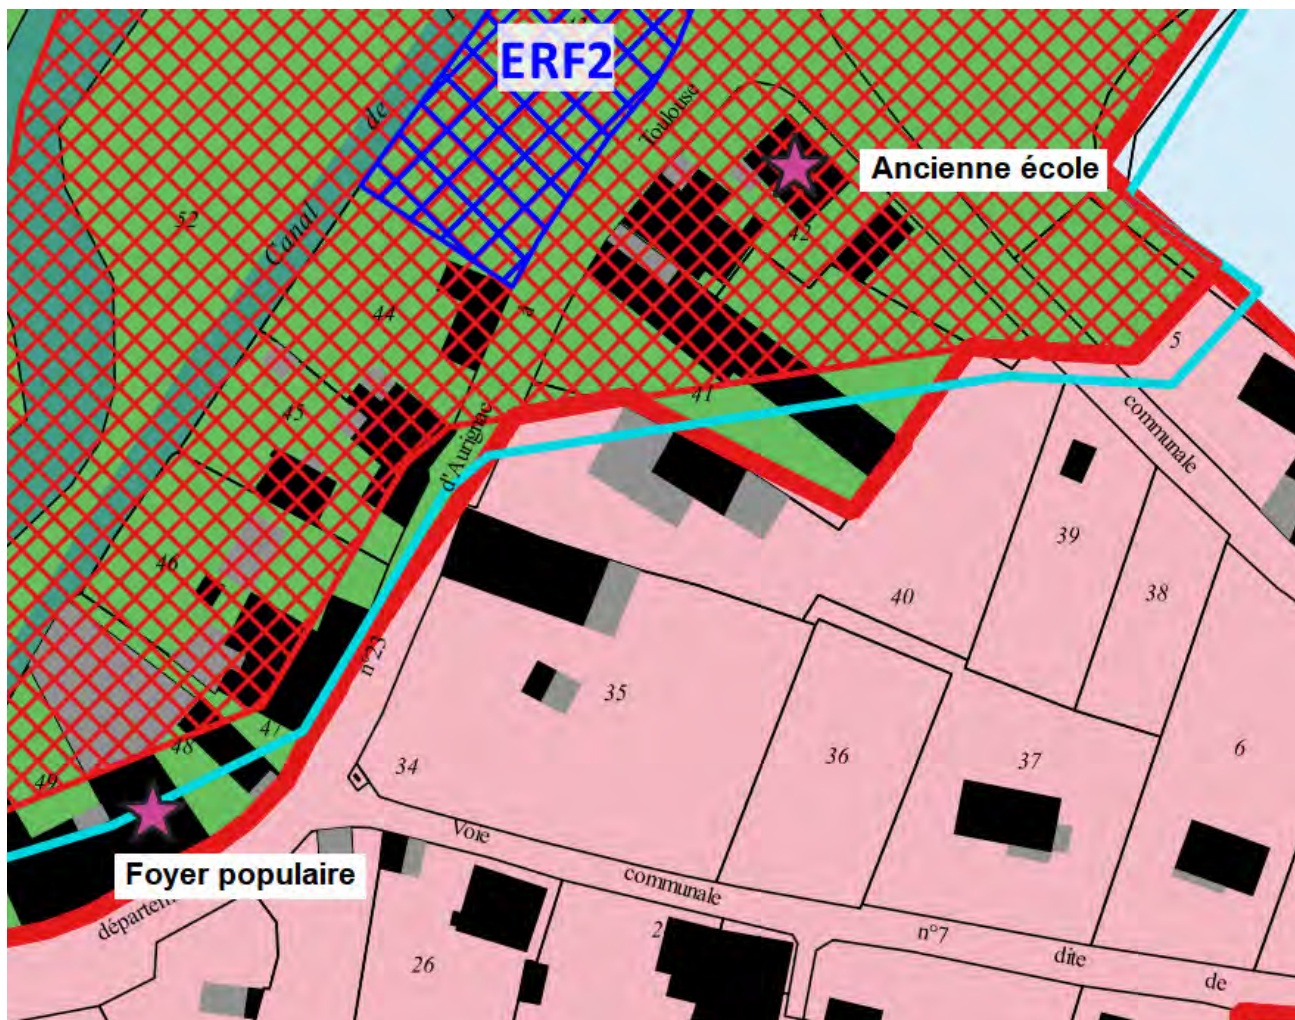 ERF2
de
Toulouse
Ancienne école
52
Canal
42
44
à
5
41
45
d'Aurignac
communale
39
46
38
40
n°23
35
47
48
6
36
37
34
49
Voie
Foyer populaire
communale
départem
2
n°7
26
dite
de